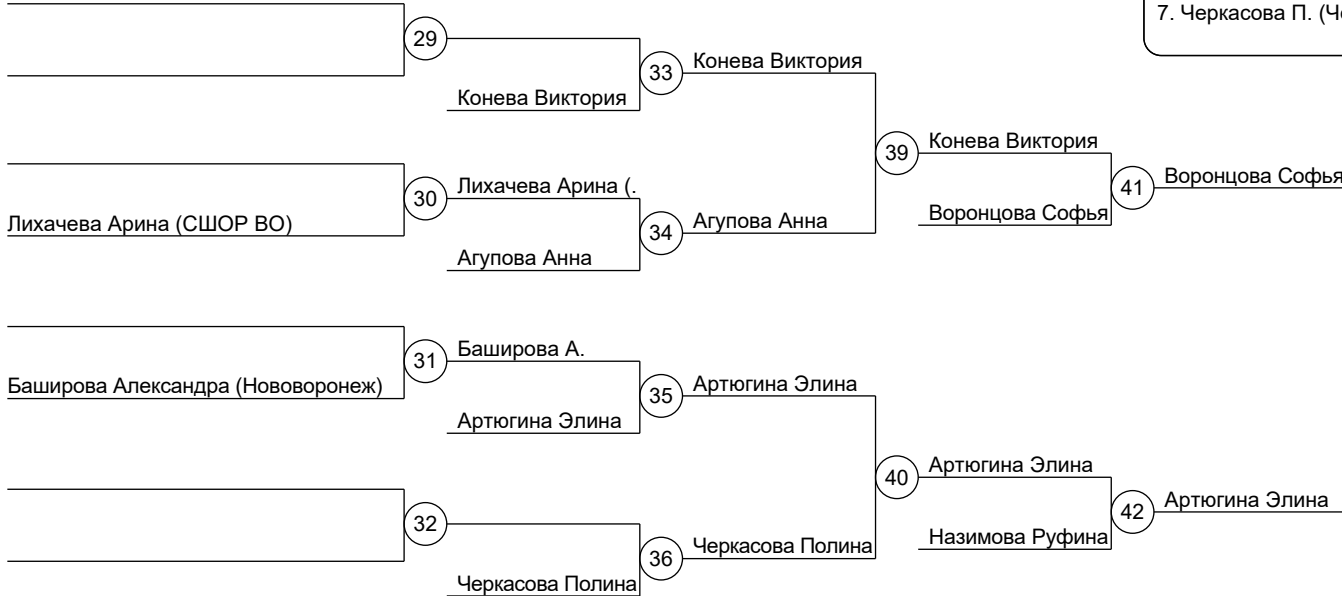 7. Черкасова П. (Че
29
Конева Виктория
33
Конева Виктория
39
Конева Виктория
41
Воронцова Софья
Воронцова Софья
30
Лихачева Арина (.
Лихачева Арина (СШОР ВО)
34
Агупова Анна
Агупова Анна
31
Баширова А.
Баширова Александра (Нововоронеж)
35
Артюгина Элина
Артюгина Элина
40
Артюгина Элина
42
Артюгина Элина
Назимова Руфина
32
36
Черкасова Полина
Черкасова Полина